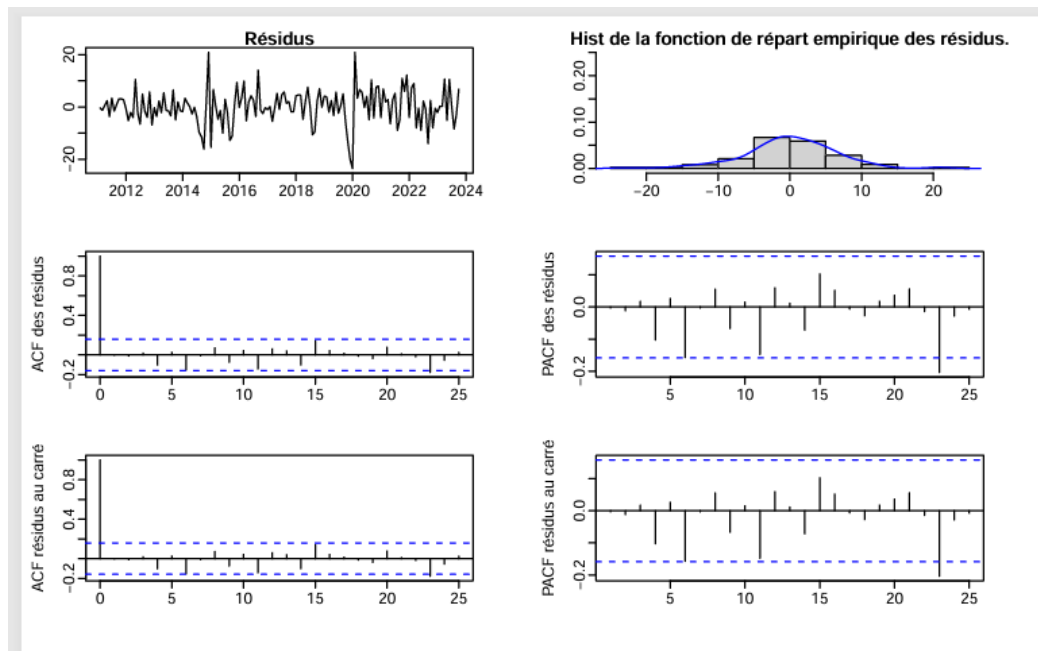 Résidus
20
0
−20
2012 2014 2016 2018 2020 2022 2024
Hist de la fonction de répart empirique des résidus.
0.20
0.10
0.00
−20 −10 0 10 20
ACF des résidus
0.8
0.4
−0.2
0 5 10 15 20 25
PACF des résidus
0.0
−0.2
5 10 15 20 25
ACF résidus au carré
0.8
0.4
−0.2
0 5 10 15 20 25
PACF résidus au carré
0.0
−0.2
5 10 15 20 25